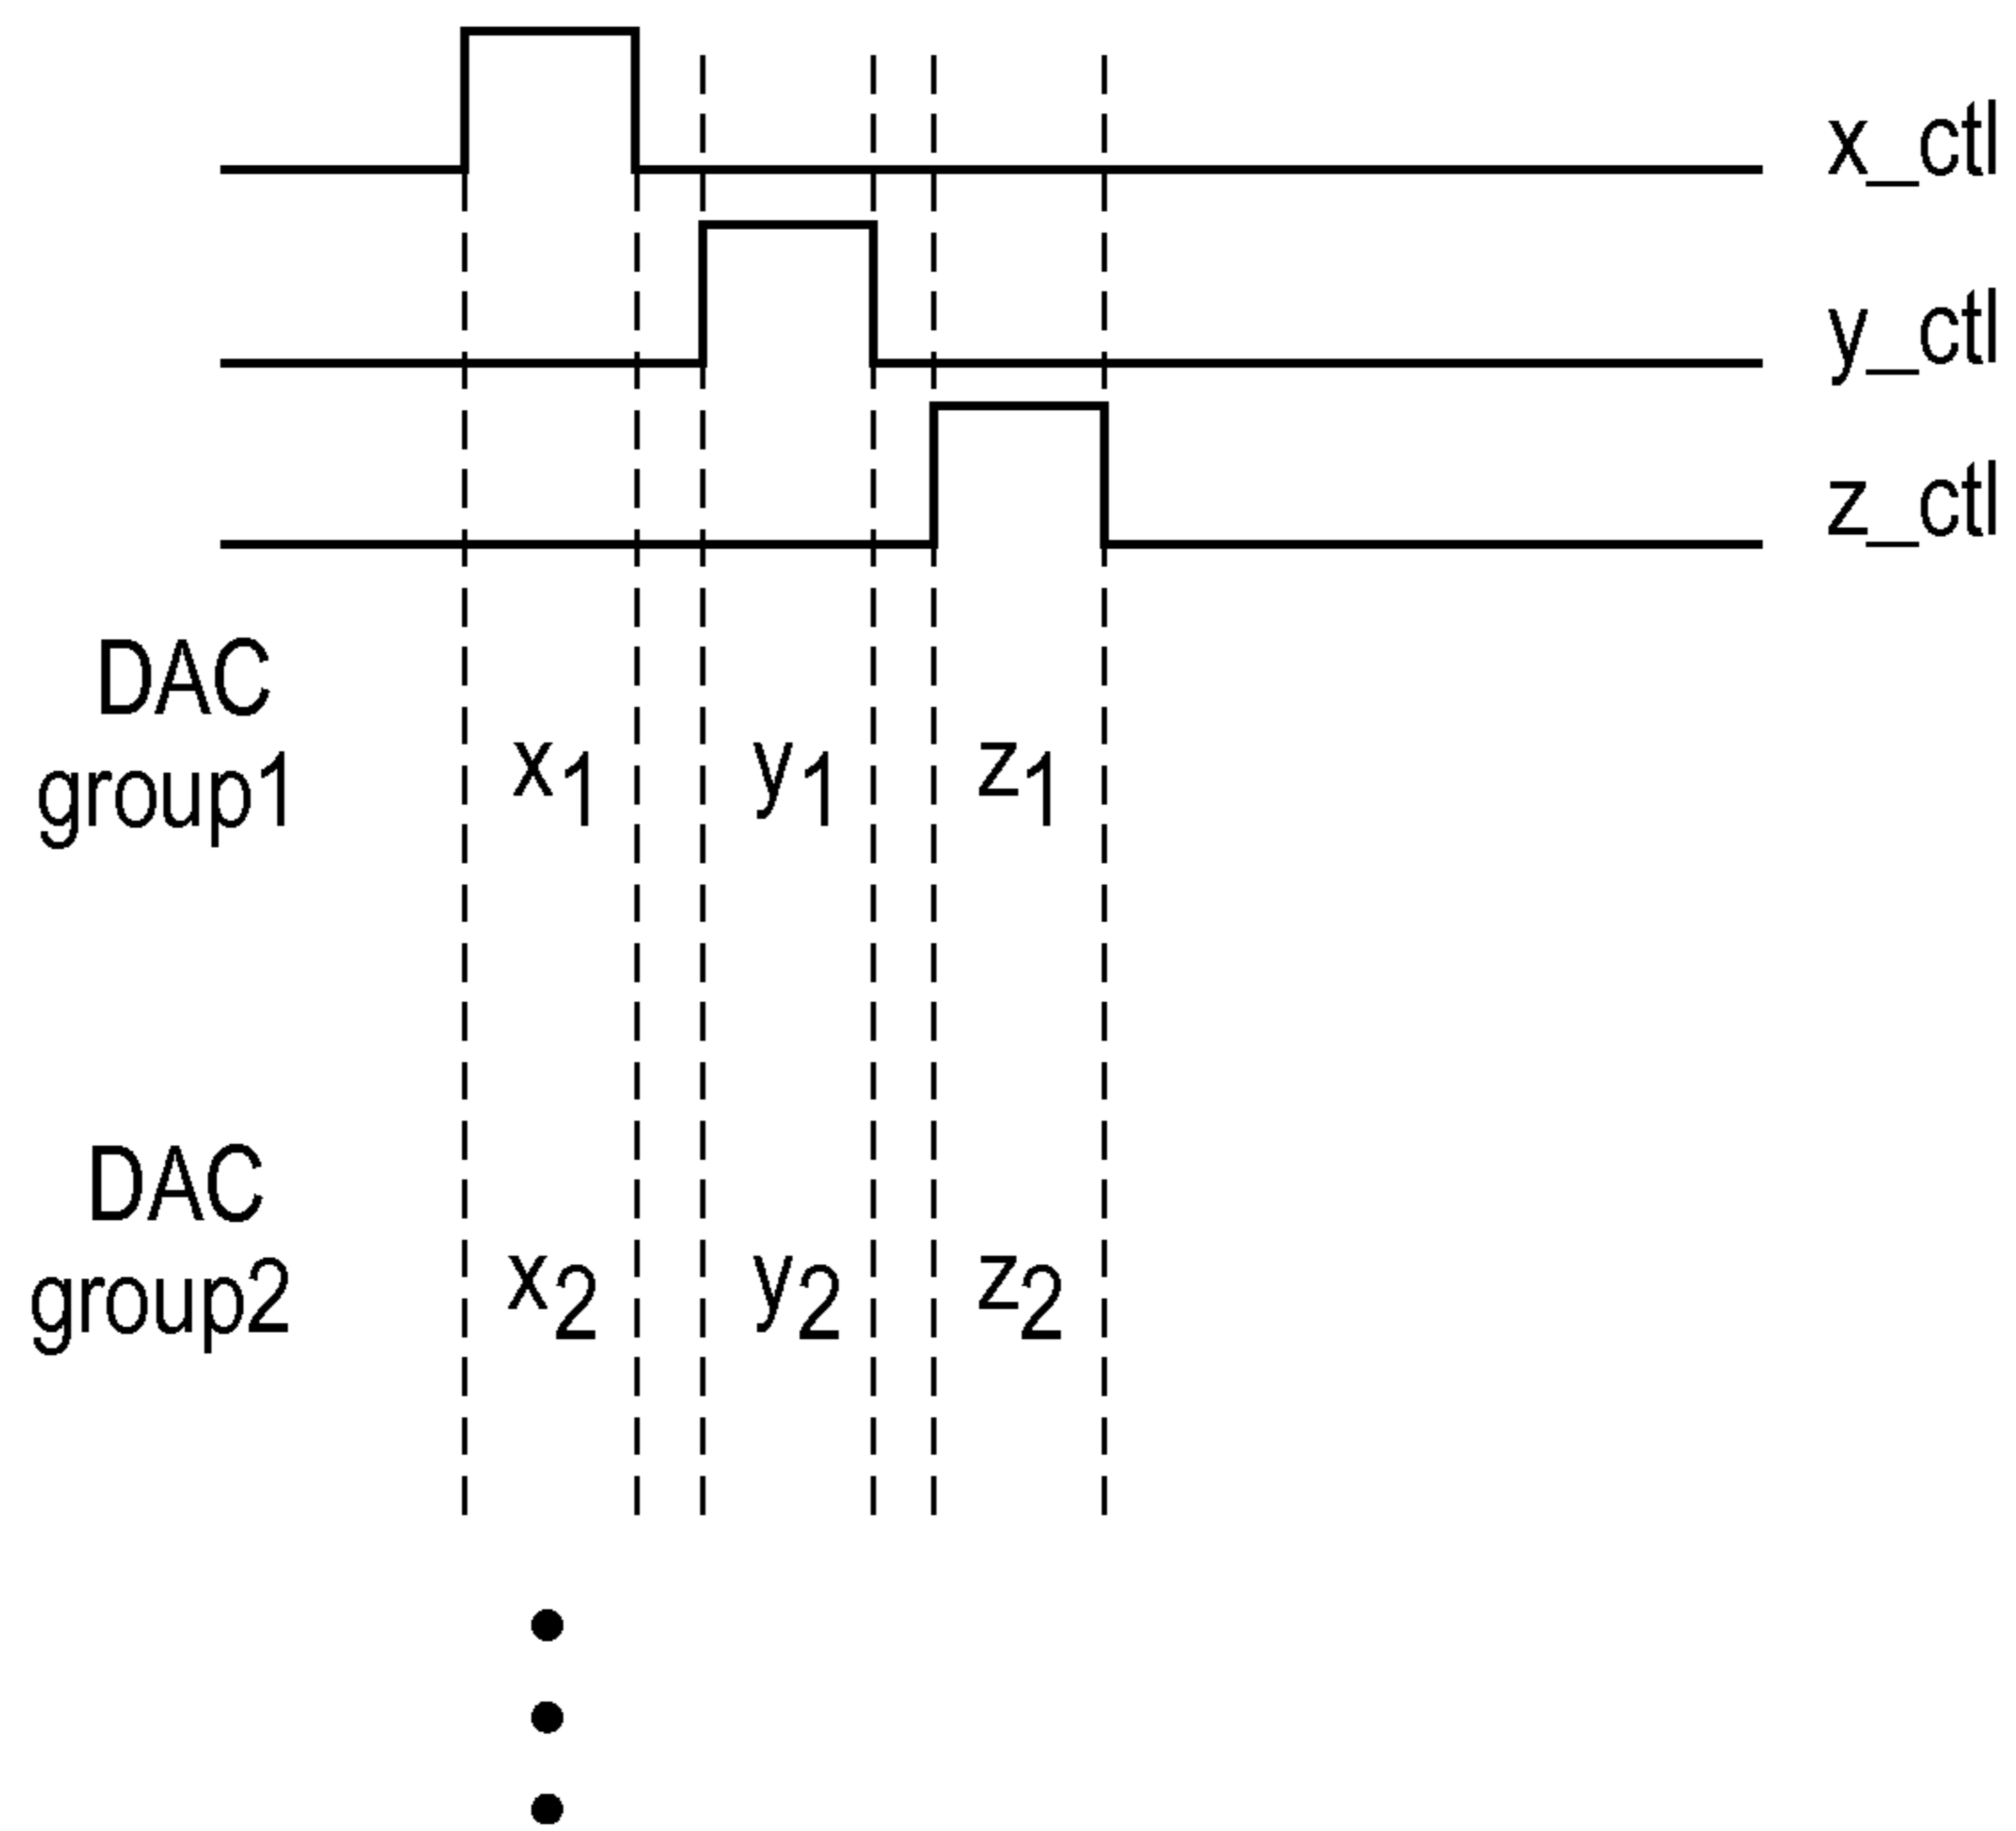 x_ctl
y_ctl
z_ctl
DAC
group1
x1 y1 z1
DAC
group2
x2 y2 z2